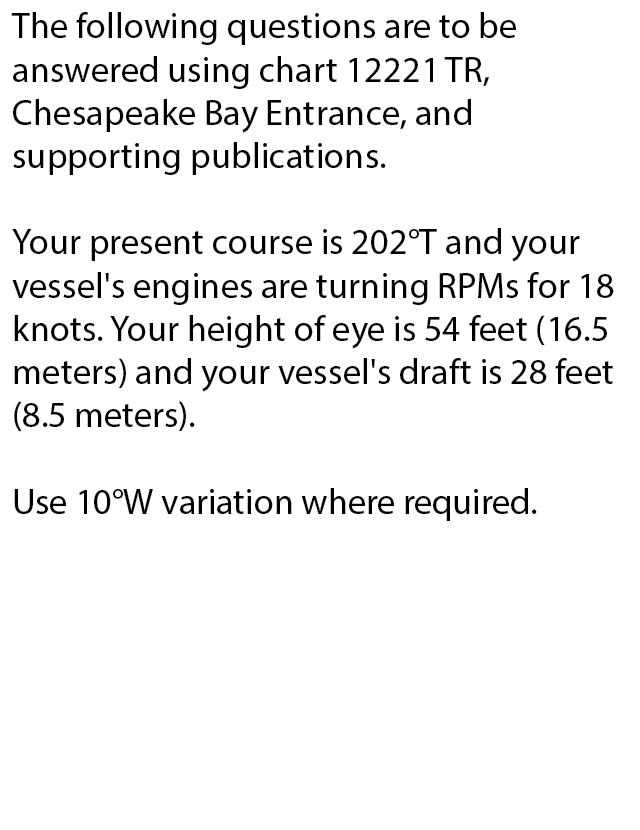 The following questions are to be
answered using chart 12221 TR,
Chesapeake Bay Entrance, and
supporting publications.
Your present course is 202°T and your
vessel's engines are turning RPMs for 18
knots. Your height of eye is 54 feet (16.5
meters) and your vessel's draft is 28 feet
(8.5 meters).
Use 10°W variation where required.